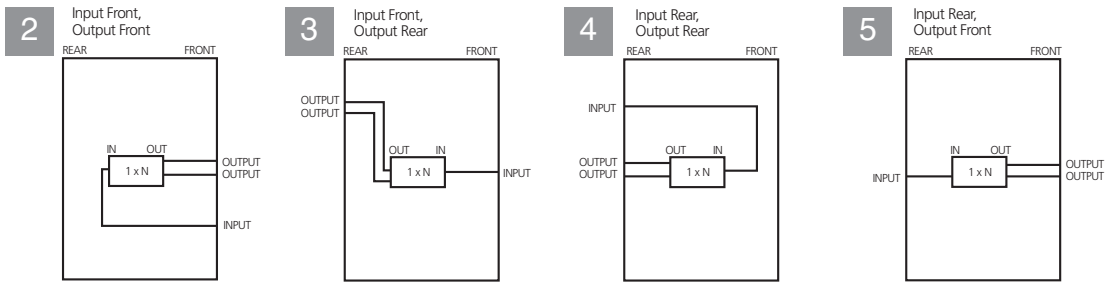 2
Input Front,
Output Front
REAR
FRONT
IN
OUT
1 x N
OUTPUT
OUTPUT
INPUT
3
Input Front,
Output Rear
REAR
FRONT
OUTPUT
OUTPUT
OUT
IN
1 x N
INPUT
4
Input Rear,
Output Rear
REAR
FRONT
INPUT
OUT
IN
OUTPUT
OUTPUT
1 x N
5
Input Rear,
Output Front
REAR
FRONT
IN
OUT
INPUT
1 x N
OUTPUT
OUTPUT